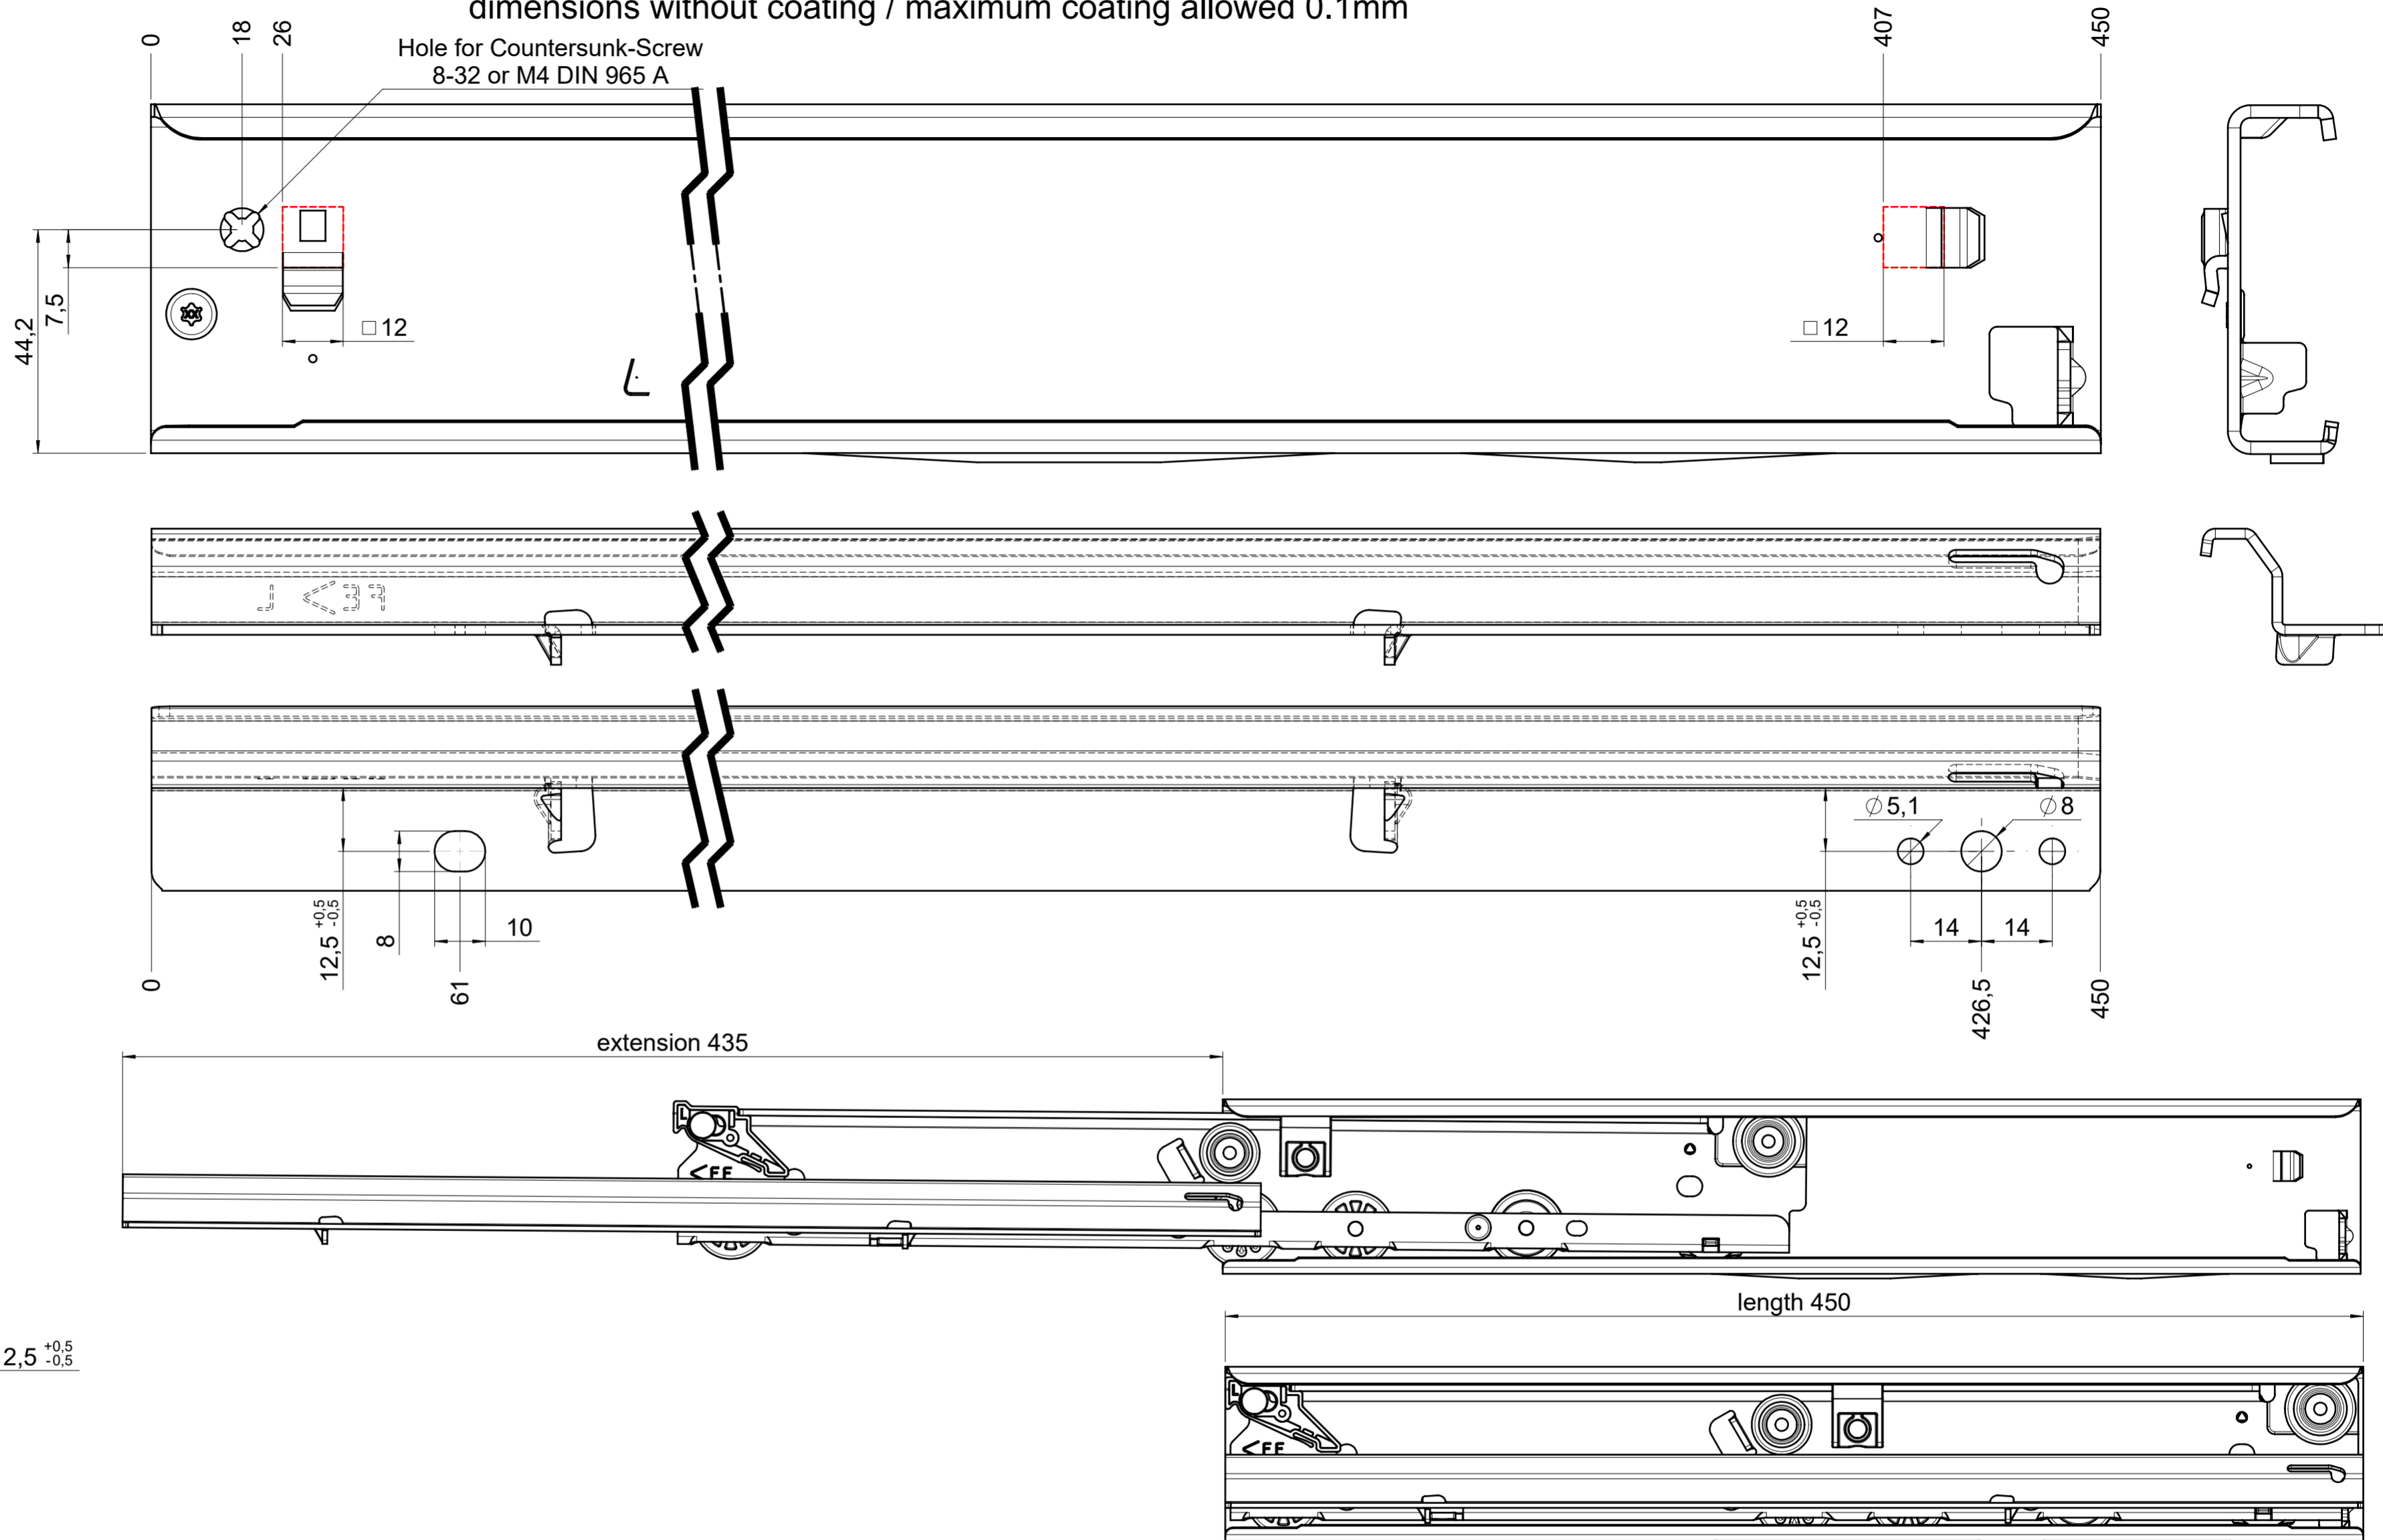 dimensions without coating / maximum coating allowed 0.1mm
0
18
26
407
450
Hole for Countersunk-Screw
8-32 or M4 DIN 965 A
44,2
7,5
□12
□12
L
L <FF
12,5 +0,5 -0,5
8
10
61
0
∅5,1
∅8
12,5 +0,5 -0,5
14
14
426,5
450
extension 435
L
<FF
length 450
2,5 +0,5 -0,5
L
<FF